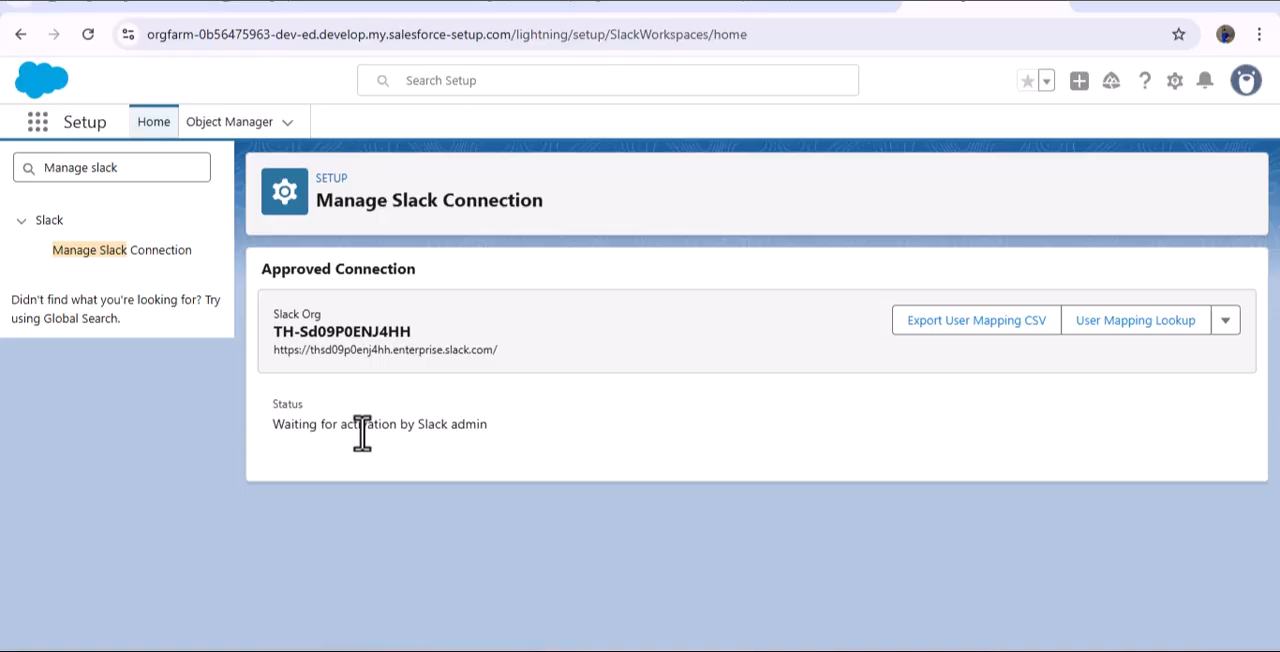 orgfarm-0b56475963-dev-ed.develop.my.salesforce-setup.com/lightning/setup/SlackWorkspaces/home
Search Setup
Setup
Home
Object Manager
Manage slack
Slack
Manage Slack Connection
Didn't find what you're looking for? Try
using Global Search.
SETUP
Manage Slack Connection
Approved Connection
Slack Org
TH-Sd09P0ENJ4HH
https://thsd09p0enj4hh.enterprise.slack.com/
Export User Mapping CSV
User Mapping Lookup
Status
Waiting for activation by Slack admin